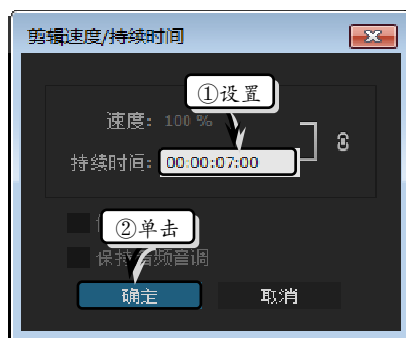 剪辑速度/持续时间
①设置
速度: 100 %
持续时间: 00:00:07:00
②单击
保持音频音调
确定
取消